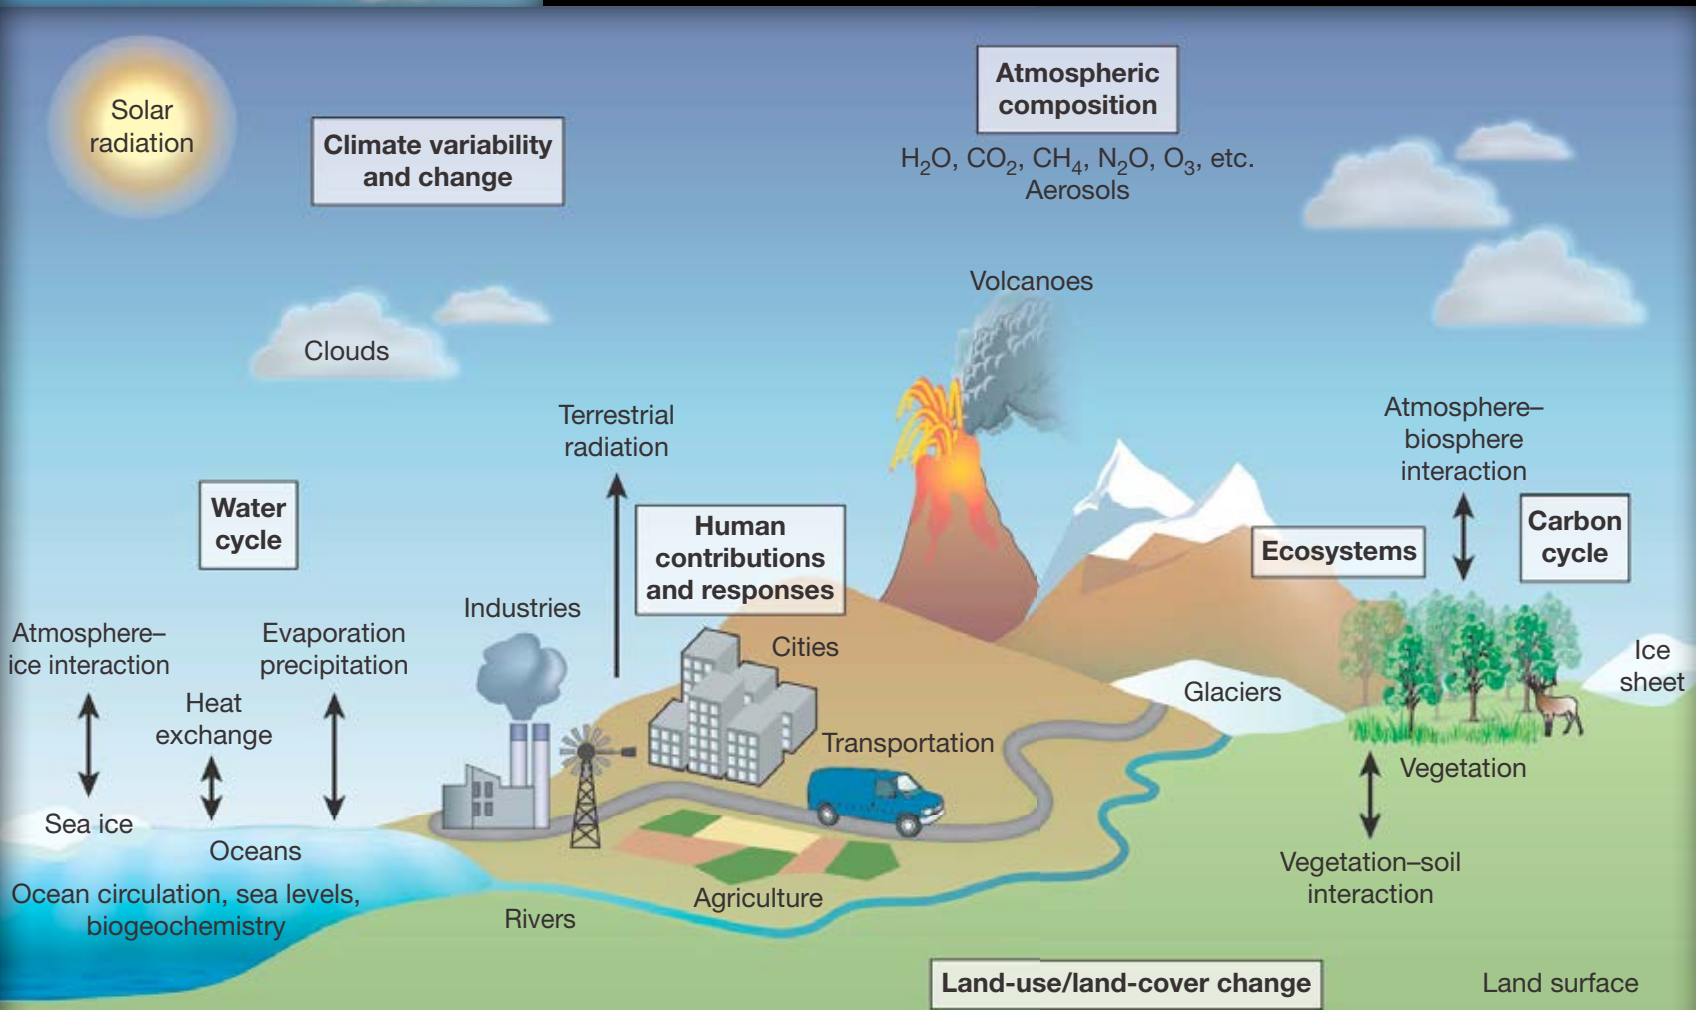 Solar
radiation
Climate variability
and change
Atmospheric
composition
H₂O, CO₂, CH₄, N₂O, O₃, etc.
Aerosols
Volcanoes
Clouds
Terrestrial
radiation
Atmosphere–
biosphere
interaction
Water
cycle
Human
contributions
and responses
Ecosystems
Carbon
cycle
Industries
Cities
Atmosphere–
ice interaction
Evaporation
precipitation
Heat
exchange
Glaciers
Ice
sheet
Transportation
Vegetation
Sea ice
Oceans
Ocean circulation, sea levels,
biogeochemistry
Rivers
Agriculture
Vegetation–soil
interaction
Land-use/land-cover change
Land surface